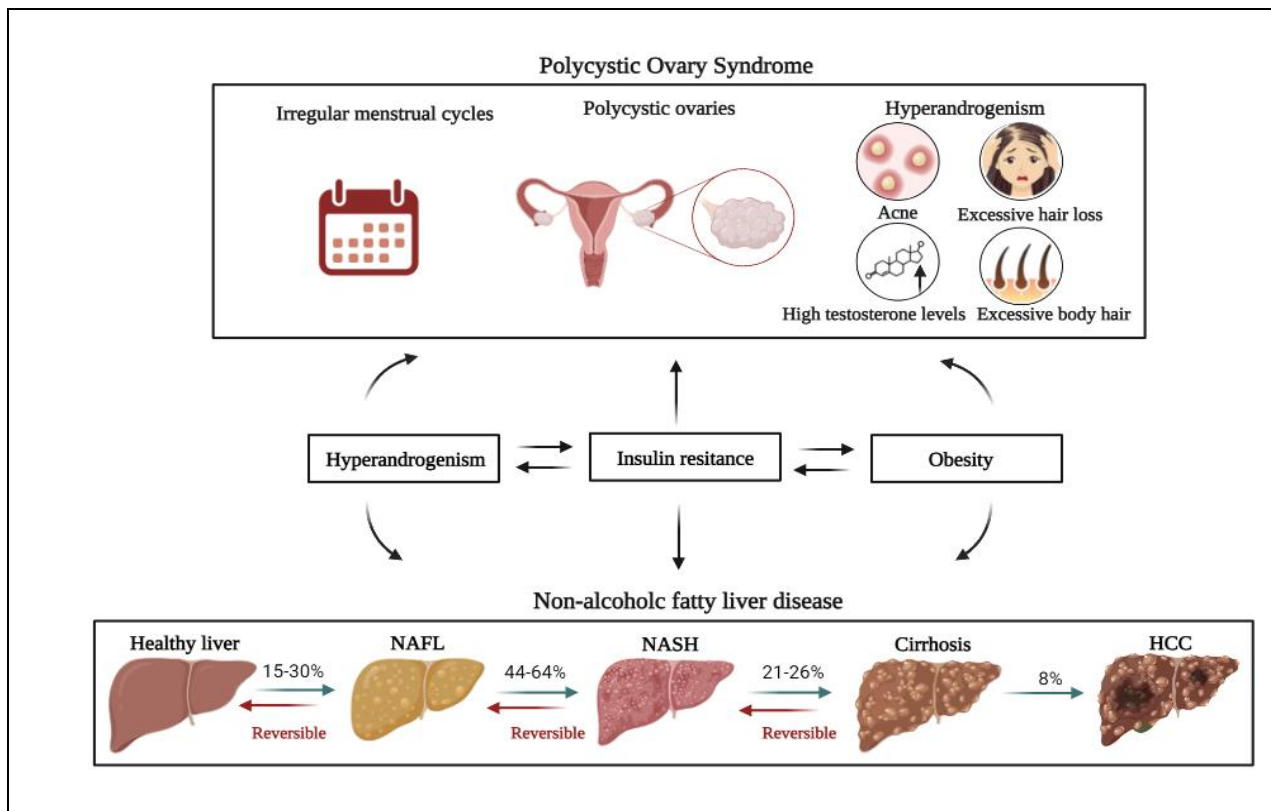 Polycystic Ovary Syndrome
Irregular menstrual cycles
Polycystic ovaries
Hyperandrogenism
Acne
Excessive hair loss
High testosterone levels
Excessive body hair
Hyperandrogenism
Insulin resitance
Obesity
Non-alcoholc fatty liver disease
Healthy liver
NAFL
NASH
Cirrhosis
HCC
15-30%
44-64%
21-26%
8%
Reversible
Reversible
Reversible